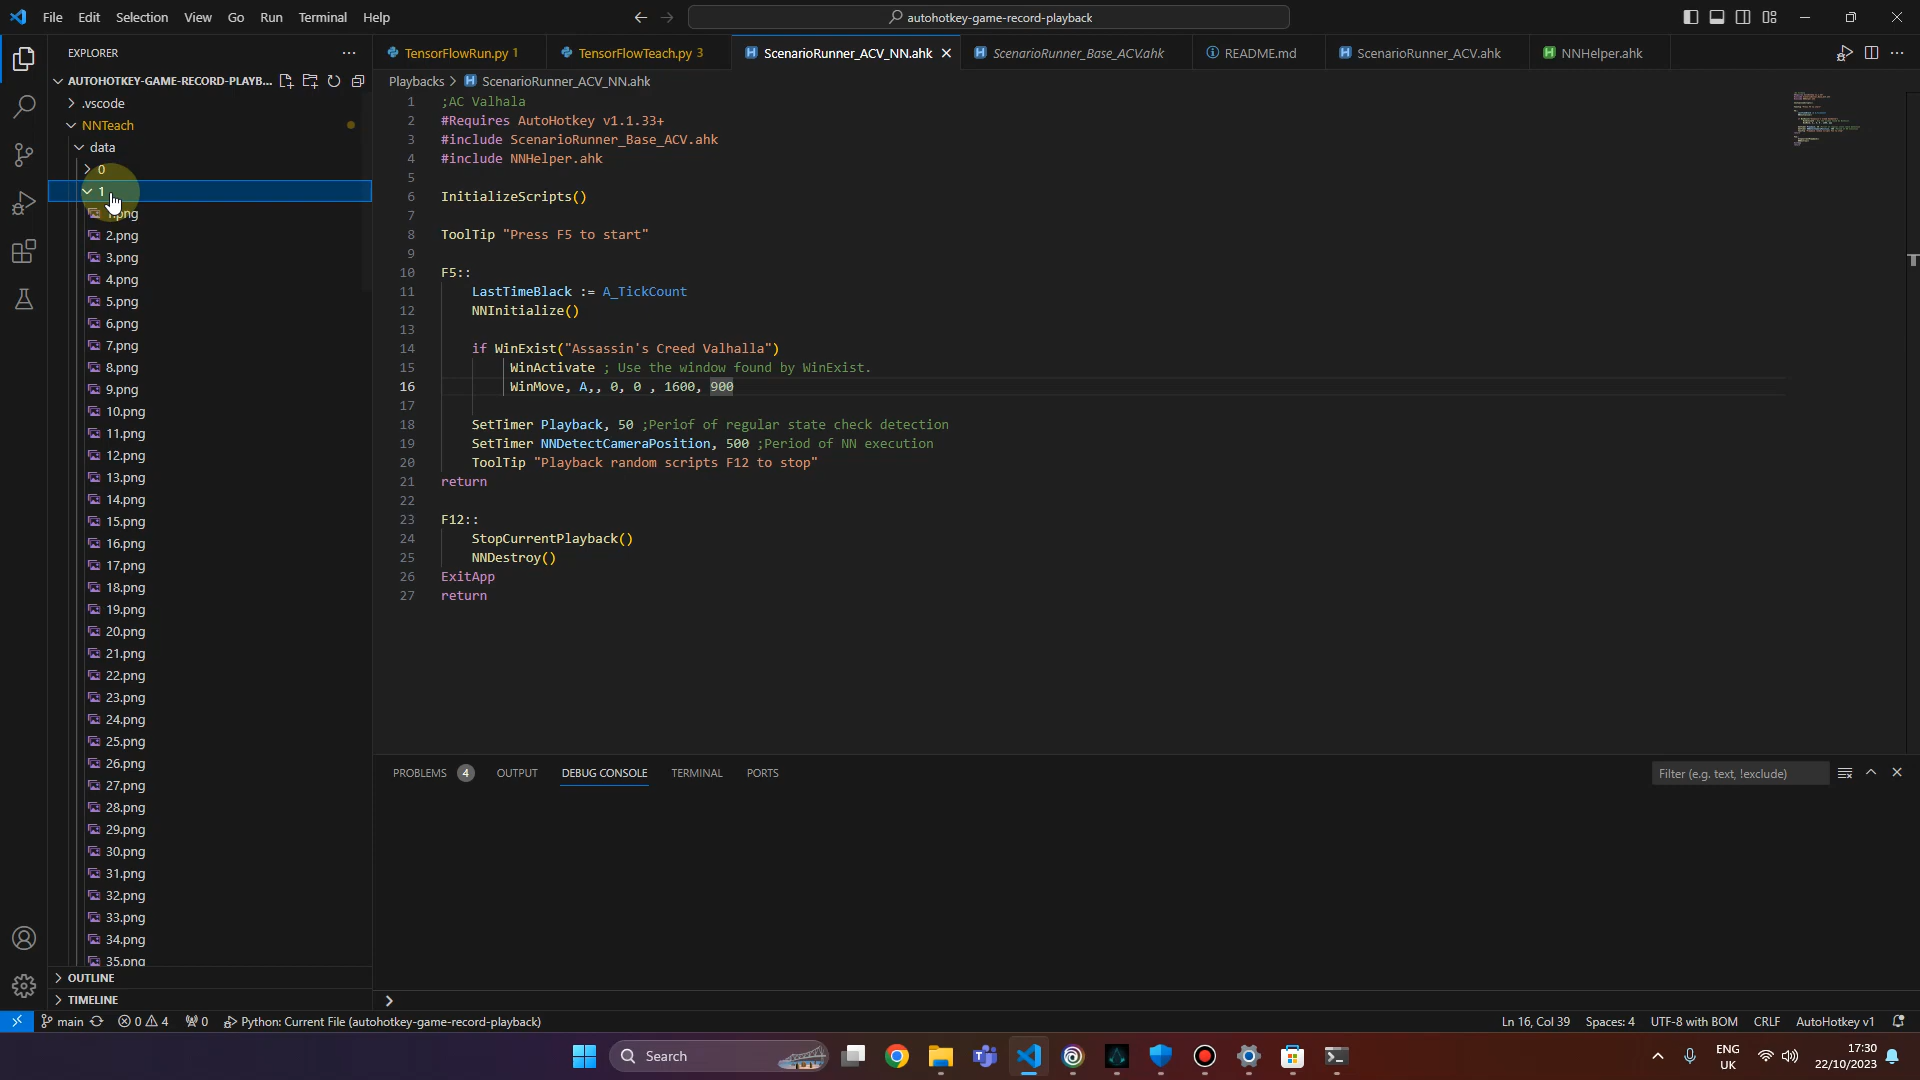 File Edit Selection View Go Run Terminal Help
autohotkey-game-record-playback
EXPLORER
TensorFlowRun.py 1
TensorFlowTeach.py 3
ScenarioRunner_ACV_NN.ahk
ScenarioRunner_Base_ACV.ahk
README.md
ScenarioRunner_ACV.ahk
NNHelper.ahk
AUTOHOTKEY-GAME-RECORD-PLAYB...
Playbacks > ScenarioRunner_ACV_NN.ahk
.vscode
NNTeach
data
0
1
1.png
2.png
3.png
4.png
5.png
6.png
7.png
8.png
9.png
10.png
11.png
12.png
13.png
14.png
15.png
16.png
17.png
18.png
19.png
20.png
21.png
22.png
23.png
24.png
25.png
26.png
27.png
28.png
29.png
30.png
31.png
32.png
33.png
34.png
35.png
OUTLINE
TIMELINE
1 ;AC Valhala
2 #Requires AutoHotkey v1.1.33+
3 #include ScenarioRunner_Base_ACV.ahk
4 #include NNHelper.ahk
5
6 InitializeScripts()
7
8 ToolTip "Press F5 to start"
9
10 F5::
11 LastTimeBlack := A_TickCount
12 NNInitialize()
13
14 if WinExist("Assassin's Creed Valhalla")
15 WinActivate ; Use the window found by WinExist.
16 WinMove, A,, 0, 0 , 1600, 900
17
18 SetTimer Playback, 50 ;Periof of regular state check detection
19 SetTimer NNDetectCameraPosition, 500 ;Period of NN execution
20 ToolTip "Playback random scripts F12 to stop"
21 return
22
23 F12::
24 StopCurrentPlayback()
25 NNDestroy()
26 ExitApp
27 return
PROBLEMS 4 OUTPUT DEBUG CONSOLE TERMINAL PORTS
Filter (e.g. text, !exclude)
main 0 4 0 Python: Current File (autohotkey-game-record-playback)
Ln 16, Col 39 Spaces: 4 UTF-8 with BOM CRLF AutoHotkey v1
Search
ENG
UK
17:30
22/10/2023